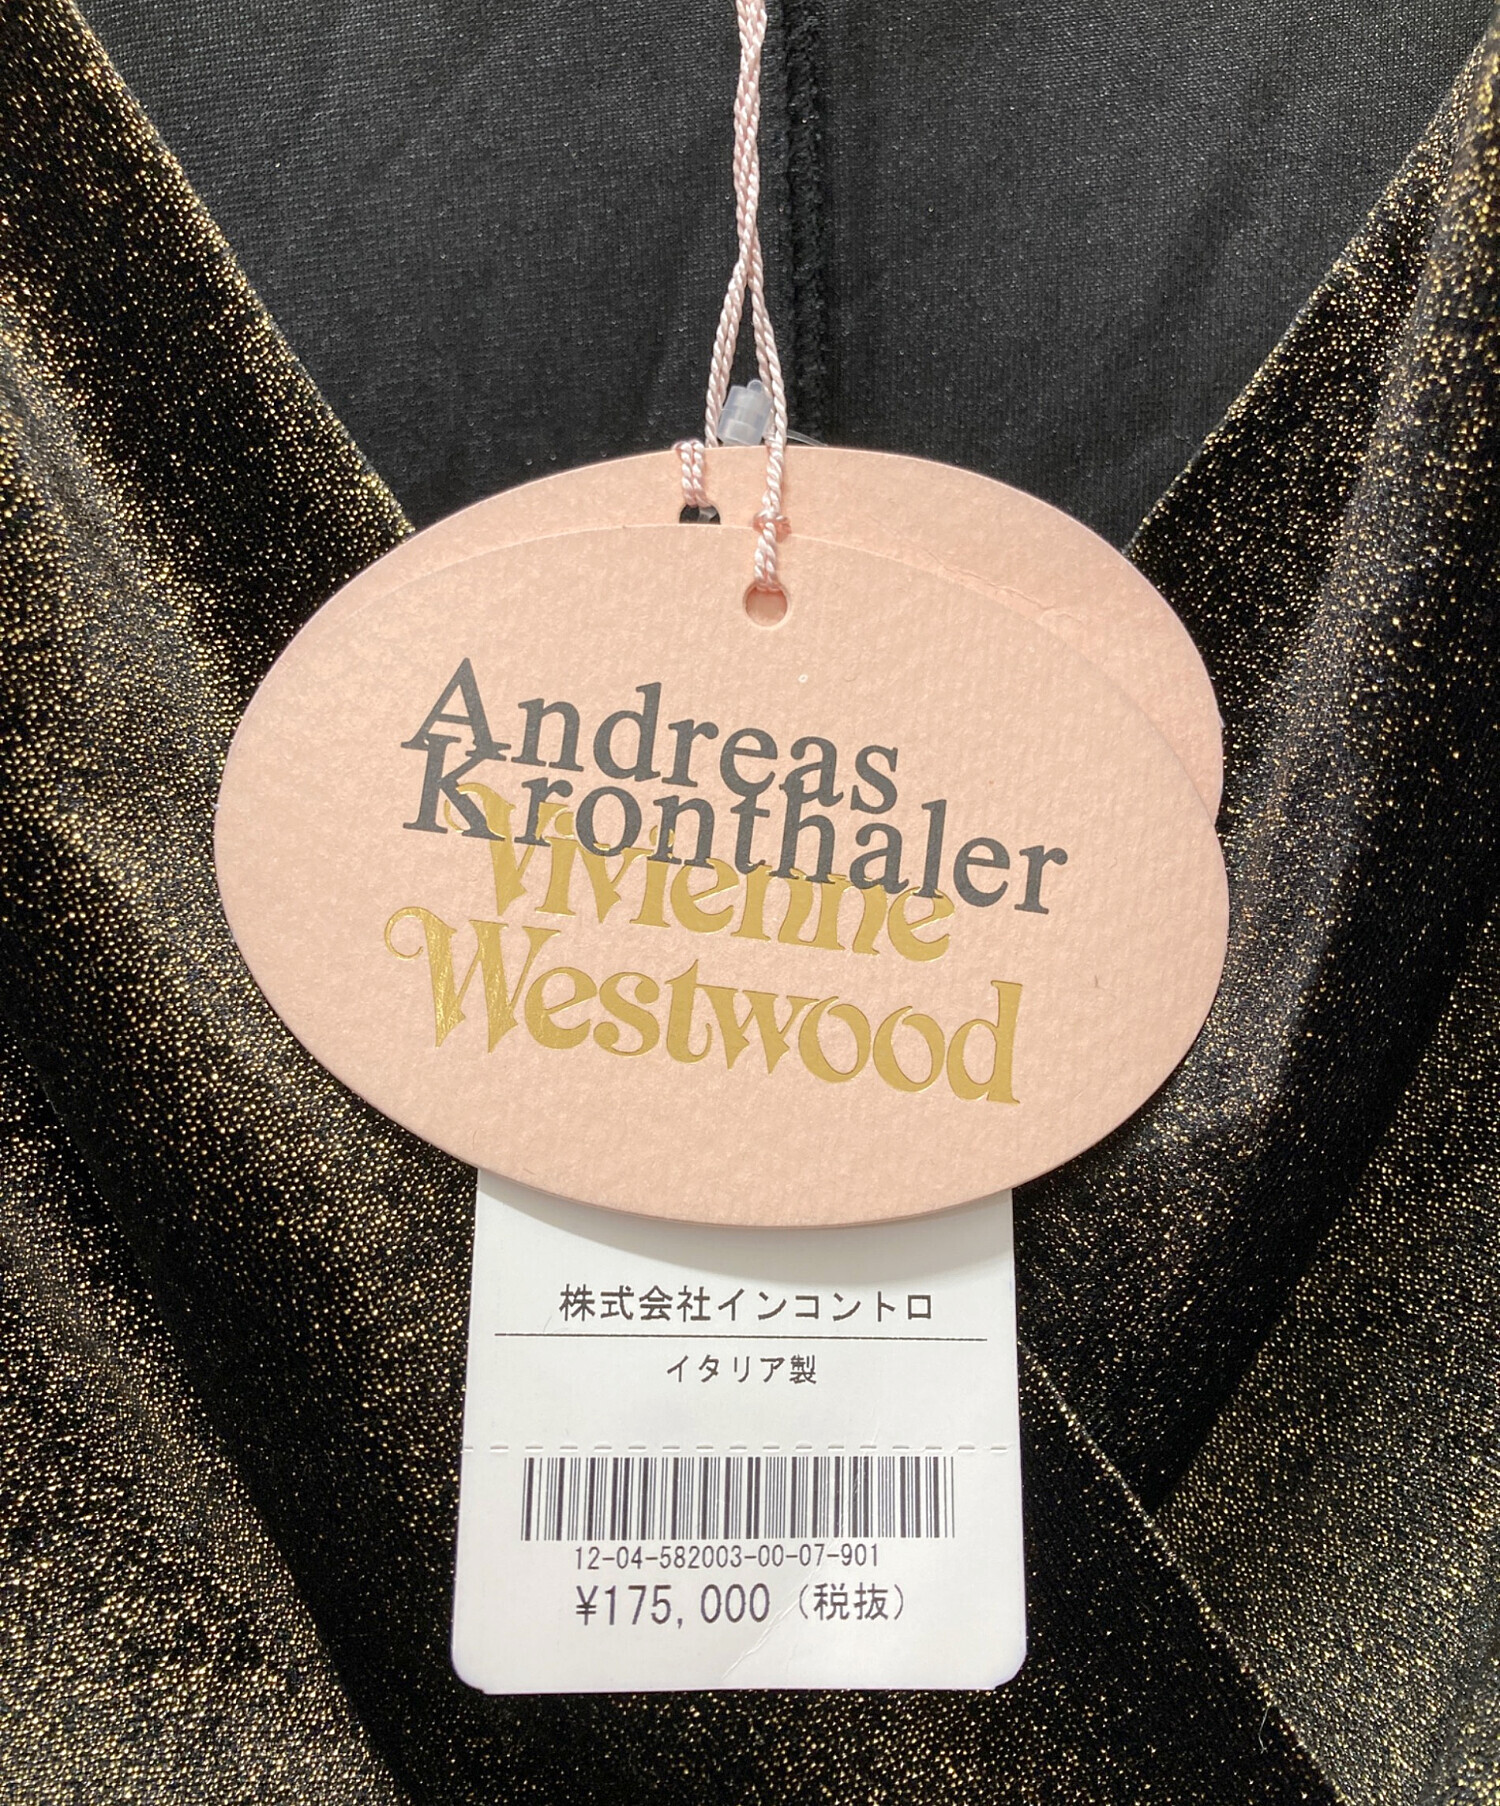 Andreas
Kronthaler
Vivienne
Westwood
株式会社インコントロ
イタリア製
12-04-582003-00-07-901
¥175,000（税抜）